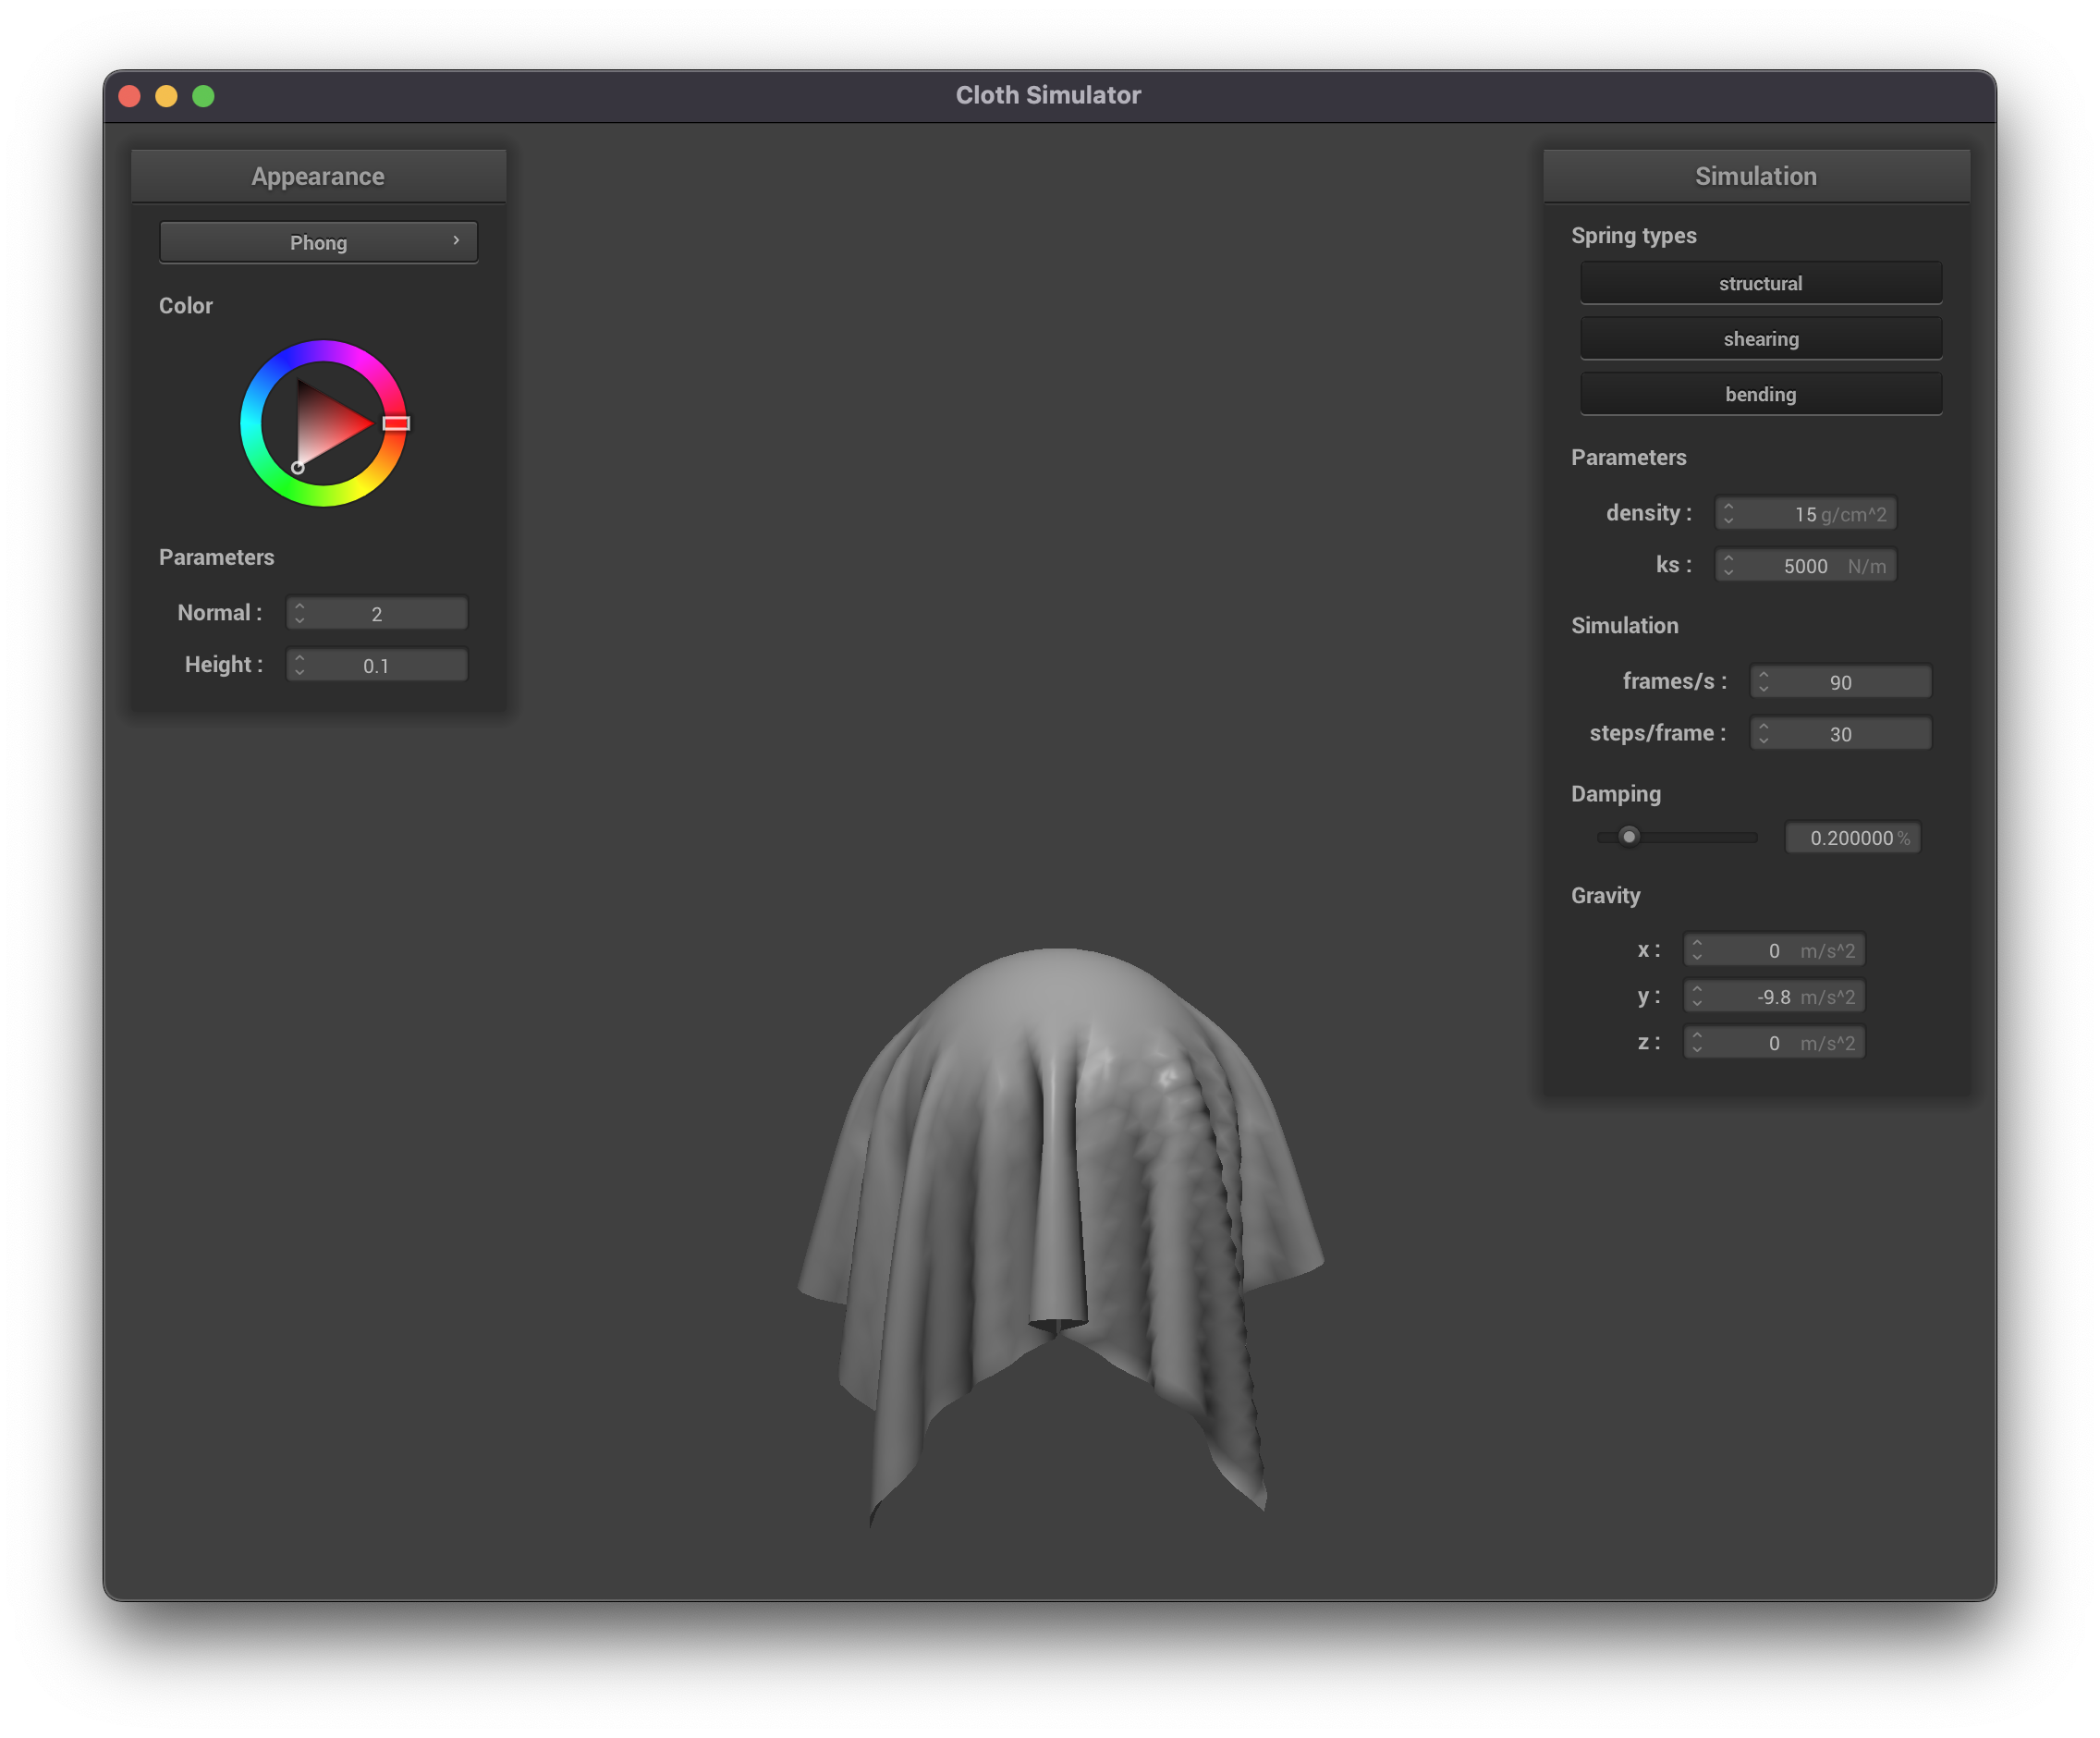 Cloth Simulator
Appearance
Phong
Color
Parameters
Normal : 2
Height : 0.1
Simulation
Spring types
structural
shearing
bending
Parameters
density : 15 g/cm^2
ks : 5000 N/m
Simulation
frames/s : 90
steps/frame : 30
Damping
0.200000 %
Gravity
x : 0 m/s^2
y : -9.8 m/s^2
z : 0 m/s^2